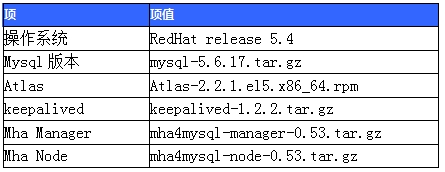 项 项值
操作系统 RedHat release 5.4
Mysql 版本 mysql-5.6.17.tar.gz
Atlas Atlas-2.2.1.el5.x86_64.rpm
keepalived keepalived-1.2.2.tar.gz
Mha Manager mha4mysql-manager-0.53.tar.gz
Mha Node mha4mysql-node-0.53.tar.gz